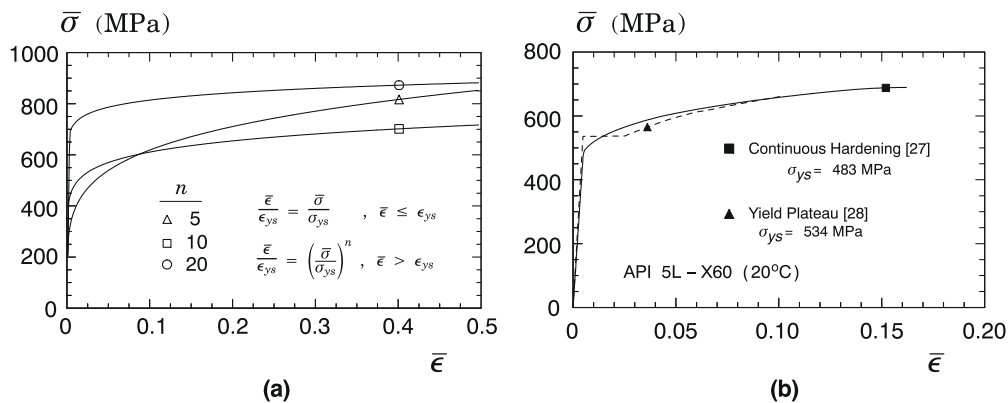 σ̄ (MPa)
1000
800
600
400
200
0
0 0.1 0.2 0.3 0.4 0.5
ε̄
n
△ 5
□ 10
○ 20
ε̄/ϵys = σ̄/σys , ε̄ ≤ ϵys
ε̄/ϵys = (σ̄/σys)^n , ε̄ > ϵys
(a)
σ̄ (MPa)
800
600
400
200
0
0 0.05 0.10 0.15 0.20
ε̄
■ Continuous Hardening [27]
σys= 483 MPa
▲ Yield Plateau [28]
σys= 534 MPa
API 5L – X60 (20°C)
(b)